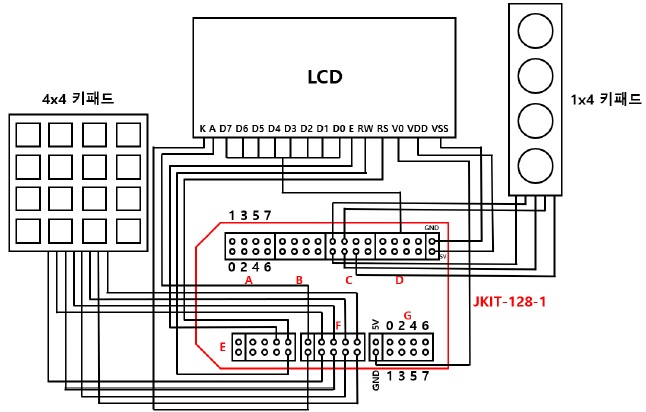 LCD
4x4 키패드
1x4 키패드
K A D7 D6 D5 D4 D3 D2 D1 D0 E RW RS V0 VDD VSS
1 3 5 7
GND
5V
0 2 4 6
A B C D
JKIT-128-1
G
F
5V 0 2 4 6
E
GND 1 3 5 7